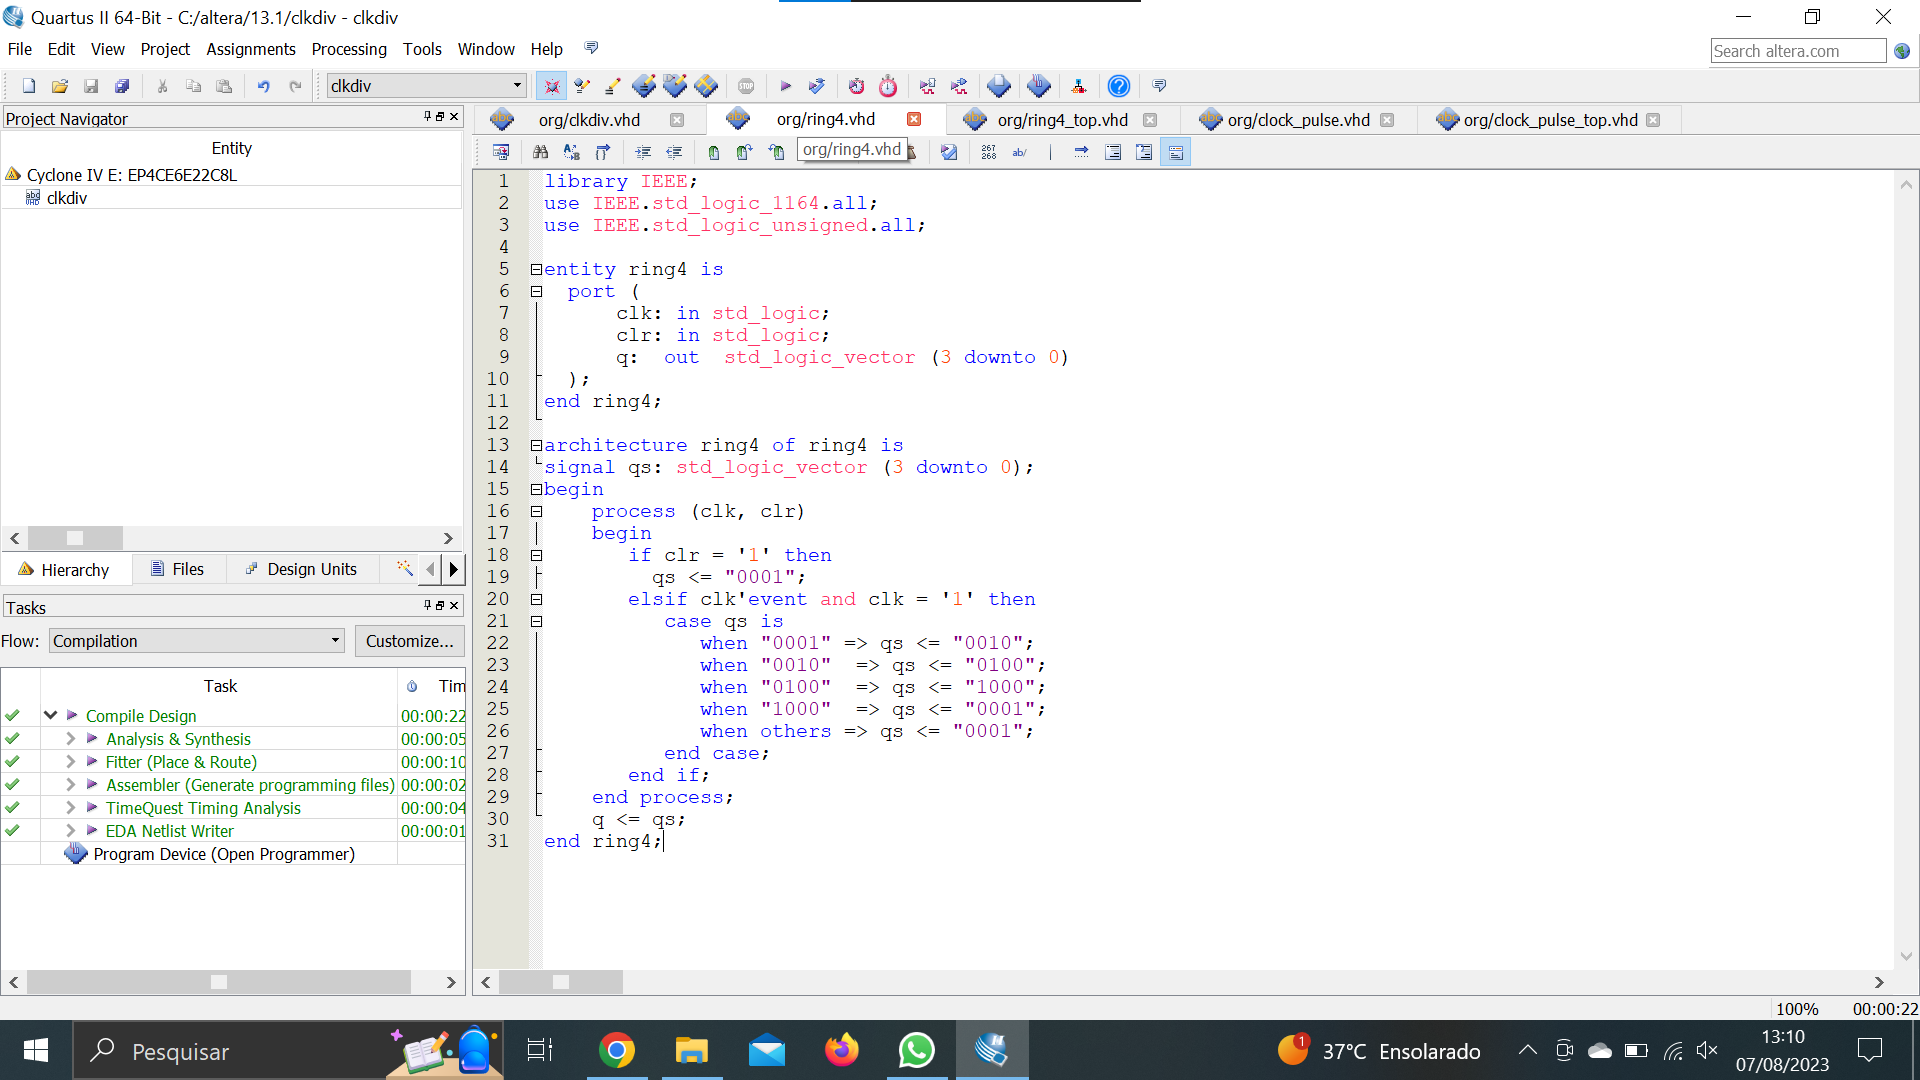 Quartus II 64-Bit - C:/altera/13.1/clkdiv - clkdiv
File Edit View Project Assignments Processing Tools Window Help
Search altera.com
clkdiv
STOP
Project Navigator
Entity
Cyclone IV E: EP4CE6E22C8L
clkdiv
Hierarchy Files Design Units
Tasks
Flow: Compilation Customize...
Task Tim
Compile Design 00:00:22
Analysis & Synthesis 00:00:05
Fitter (Place & Route) 00:00:10
Assembler (Generate programming files) 00:00:02
TimeQuest Timing Analysis 00:00:04
EDA Netlist Writer 00:00:01
Program Device (Open Programmer)
org/clkdiv.vhd org/ring4.vhd org/ring4_top.vhd org/clock_pulse.vhd org/clock_pulse_top.vhd
org/ring4.vhd
267
268
ab/
1 library IEEE;
2 use IEEE.std_logic_1164.all;
3 use IEEE.std_logic_unsigned.all;
4
5 entity ring4 is
6 port (
7 clk: in std_logic;
8 clr: in std_logic;
9 q: out std_logic_vector (3 downto 0)
10 );
11 end ring4;
12
13 architecture ring4 of ring4 is
14 signal qs: std_logic_vector (3 downto 0);
15 begin
16 process (clk, clr)
17 begin
18 if clr = '1' then
19 qs <= "0001";
20 elsif clk'event and clk = '1' then
21 case qs is
22 when "0001" => qs <= "0010";
23 when "0010" => qs <= "0100";
24 when "0100" => qs <= "1000";
25 when "1000" => qs <= "0001";
26 when others => qs <= "0001";
27 end case;
28 end if;
29 end process;
30 q <= qs;
31 end ring4;
100% 00:00:22
Pesquisar
1
37°C Ensolarado
13:10
07/08/2023